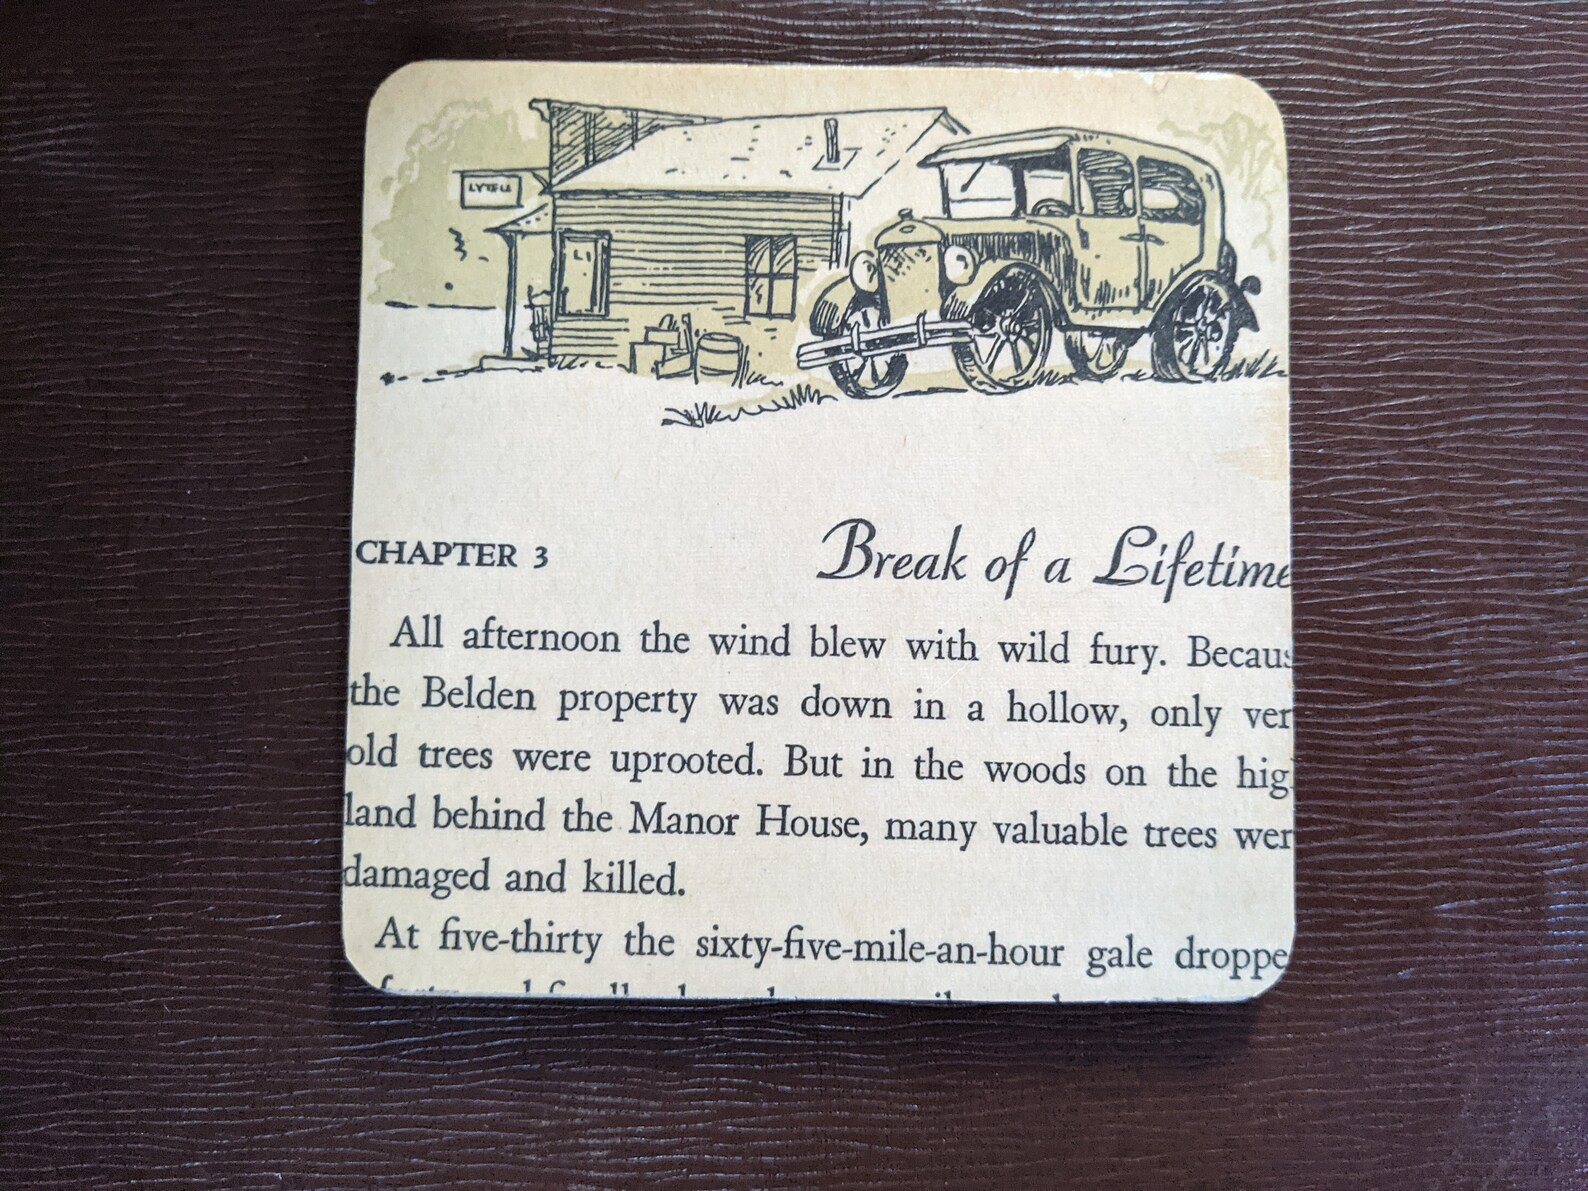 LYTELL
CHAPTER 3 Break of a Lifetime
All afternoon the wind blew with wild fury. Becaus
the Belden property was down in a hollow, only ver
old trees were uprooted. But in the woods on the hig
land behind the Manor House, many valuable trees wer
damaged and killed.
At five-thirty the sixty-five-mile-an-hour gale droppe